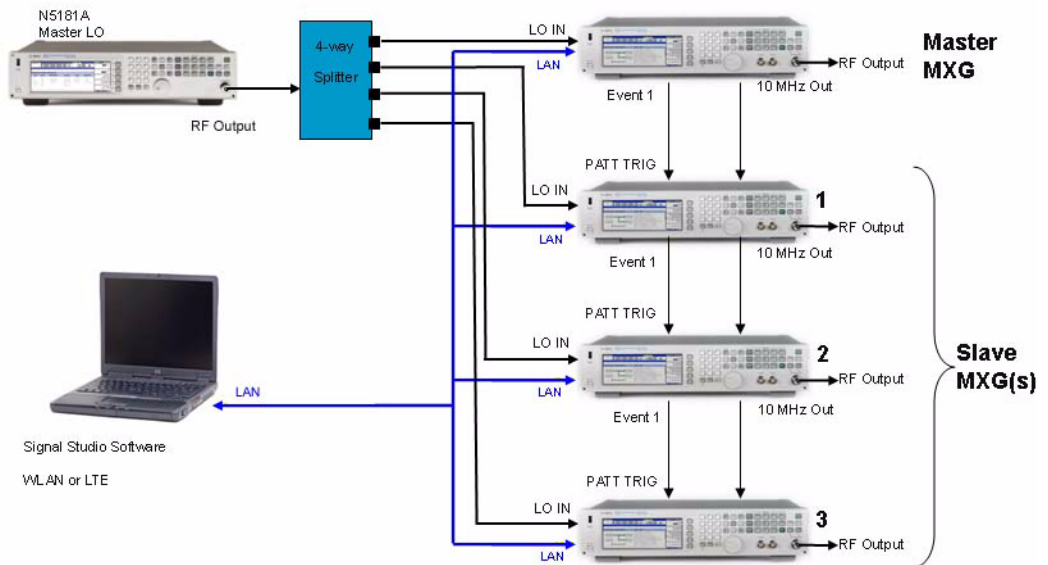 N5181A
Master LO
4-way
Splitter
RF Output
LO IN
LAN
Master
MXG
RF Output
Event 1
10 MHz Out
PATT TRIG
LO IN
1
LAN
RF Output
Event 1
10 MHz Out
PATT TRIG
LO IN
2
LAN
RF Output
Slave
MXG(s)
LAN
Event 1
10 MHz Out
Signal Studio Software
WLAN or LTE
PATT TRIG
LO IN
3
LAN
RF Output